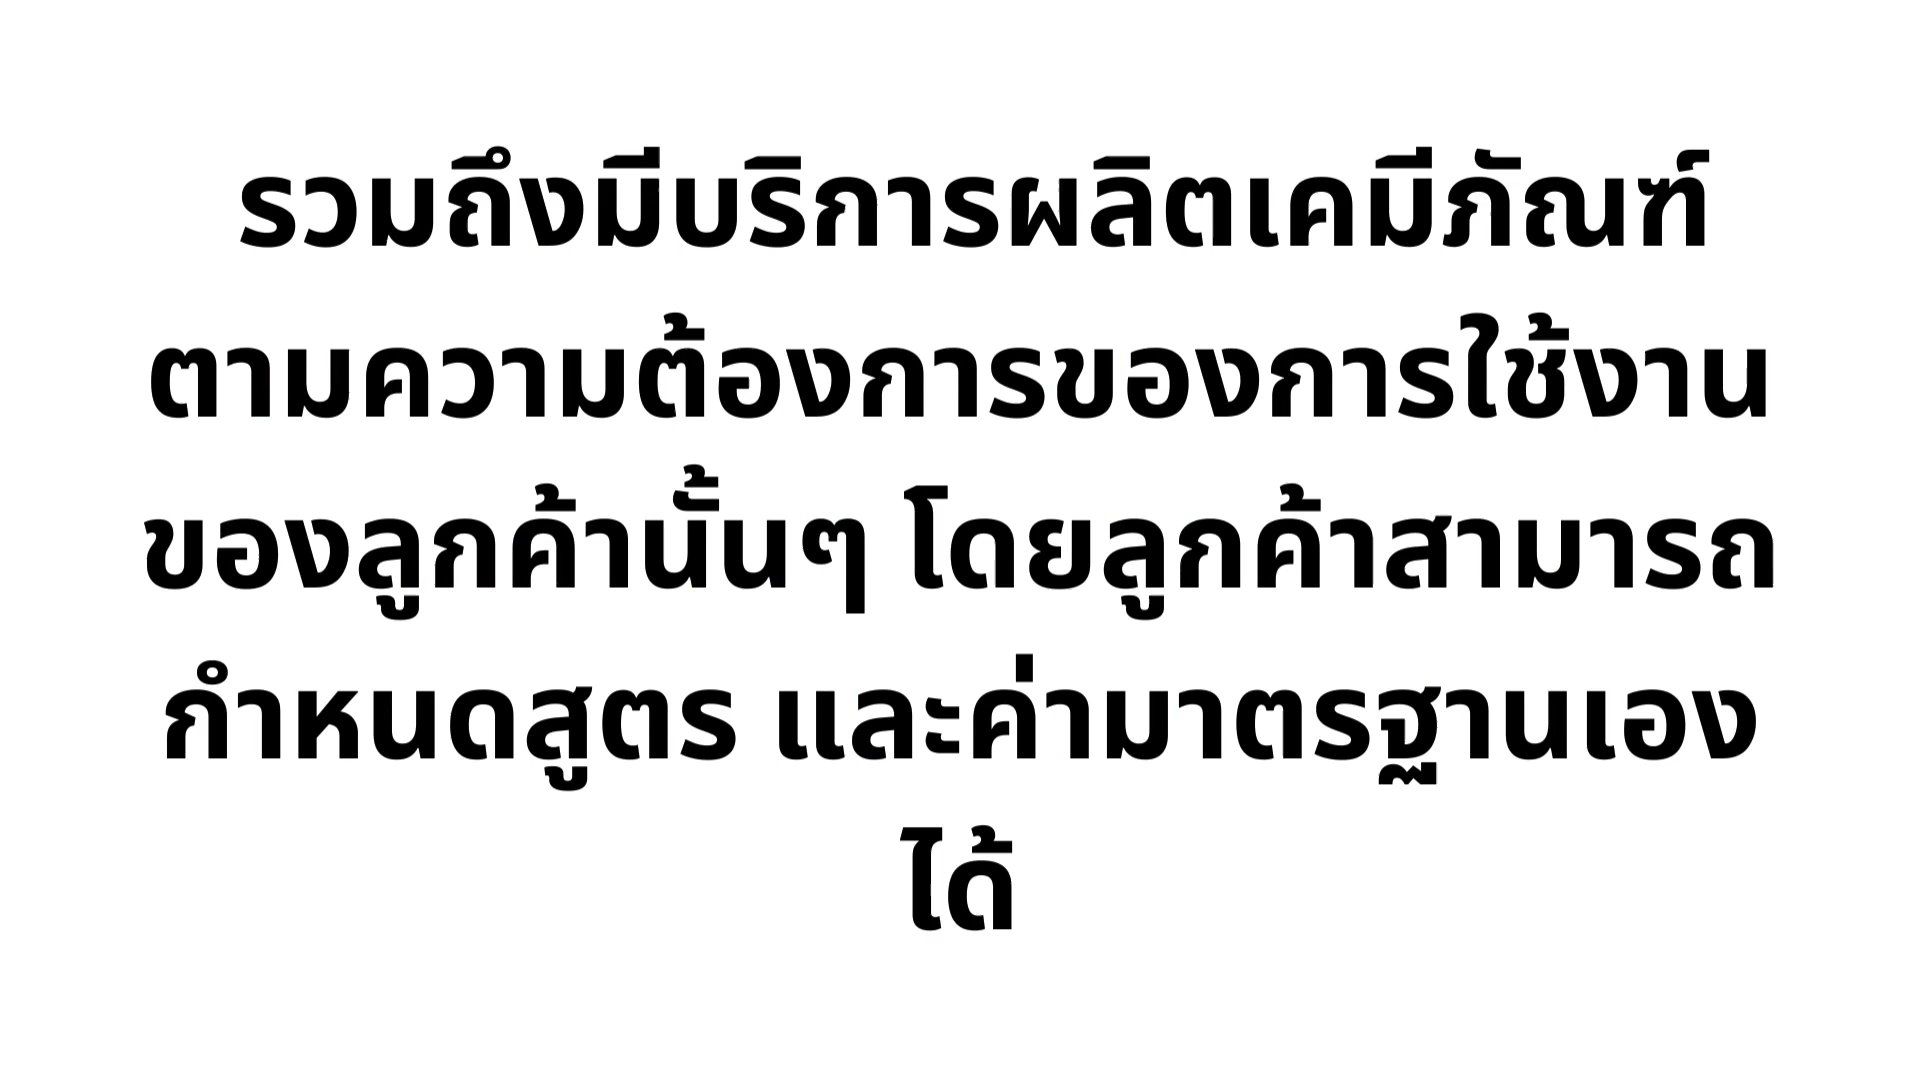 รวมถึงมีบริการผลิตเคมีภัณฑ์
ตามความต้องการของการใช้งาน
ของลูกค้านั้นๆ โดยลูกค้าสามารถ
กำหนดสูตร และค่ามาตรฐานเอง
ได้